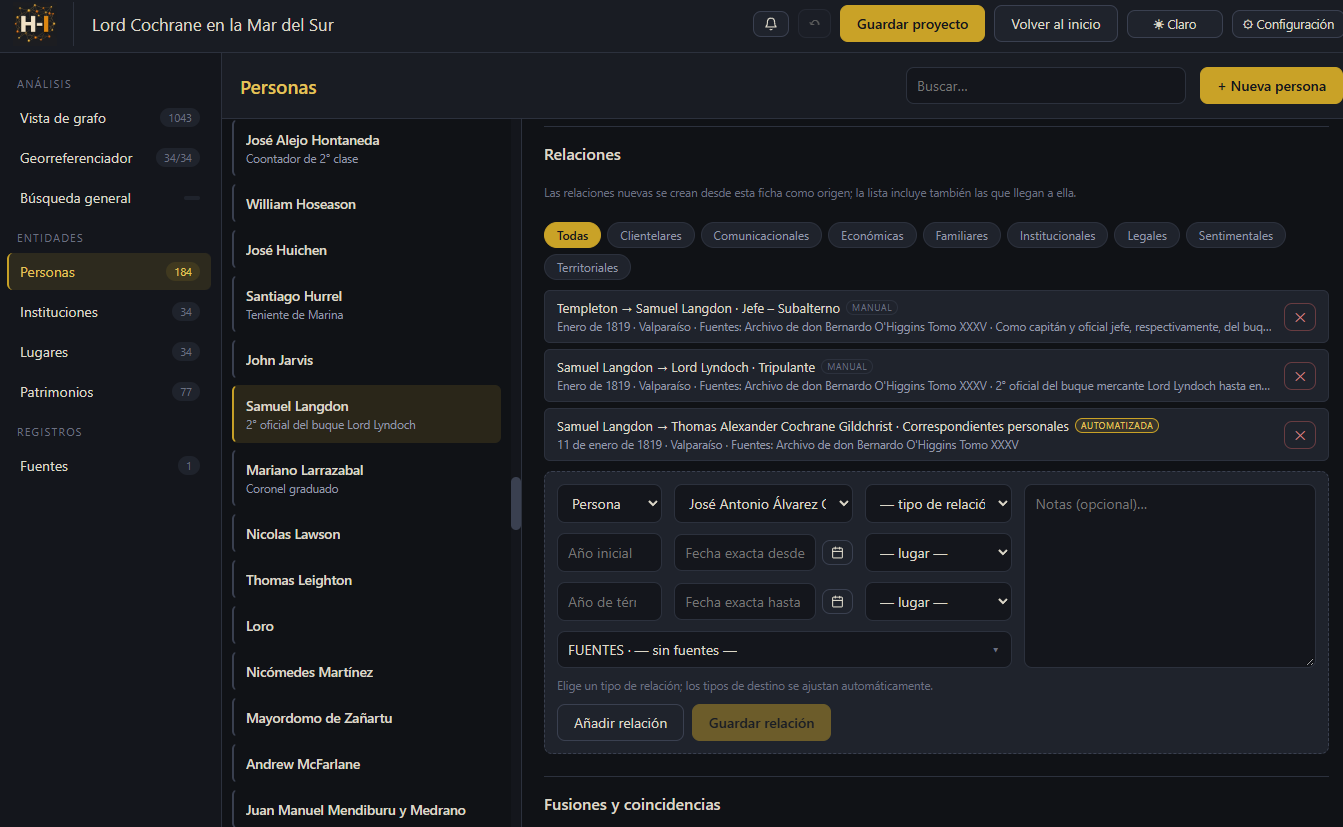 H-I
Lord Cochrane en la Mar del Sur
Guardar proyecto
Volver al inicio
☀ Claro
⚙ Configuración
ANÁLISIS
Vista de grafo 1043
Georreferenciador 34/34
Búsqueda general
ENTIDADES
Personas 184
Instituciones 34
Lugares 34
Patrimonios 77
REGISTROS
Fuentes 1
Personas
Buscar...
+ Nueva persona
José Alejo Hontaneda
Coontador de 2° clase
William Hoseason
José Huichen
Santiago Hurrel
Teniente de Marina
John Jarvis
Samuel Langdon
2° oficial del buque Lord Lyndoch
Mariano Larrazabal
Coronel graduado
Nicolas Lawson
Thomas Leighton
Loro
Nicómedes Martínez
Mayordomo de Zañartu
Andrew McFarlane
Juan Manuel Mendiburu y Medrano
Relaciones
Las relaciones nuevas se crean desde esta ficha como origen; la lista incluye también las que llegan a ella.
Todas Clientelares Comunicacionales Económicas Familiares Institucionales Legales Sentimentales
Territoriales
Templeton → Samuel Langdon · Jefe – Subalterno MANUAL
Enero de 1819 · Valparaíso · Fuentes: Archivo de don Bernardo O'Higgins Tomo XXXV · Como capitán y oficial jefe, respectivamente, del buq...
Samuel Langdon → Lord Lyndoch · Tripulante MANUAL
Enero de 1819 · Valparaíso · Fuentes: Archivo de don Bernardo O'Higgins Tomo XXXV · 2° oficial del buque mercante Lord Lyndoch hasta en...
Samuel Langdon → Thomas Alexander Cochrane Gildchrist · Correspondientes personales AUTOMATIZADA
11 de enero de 1819 · Valparaíso · Fuentes: Archivo de don Bernardo O'Higgins Tomo XXXV
Persona José Antonio Álvarez C — tipo de relació Notas (opcional)...
Año inicial Fecha exacta desde — lugar —
Año de térı Fecha exacta hasta — lugar —
FUENTES · — sin fuentes —
Elige un tipo de relación; los tipos de destino se ajustan automáticamente.
Añadir relación Guardar relación
Fusiones y coincidencias